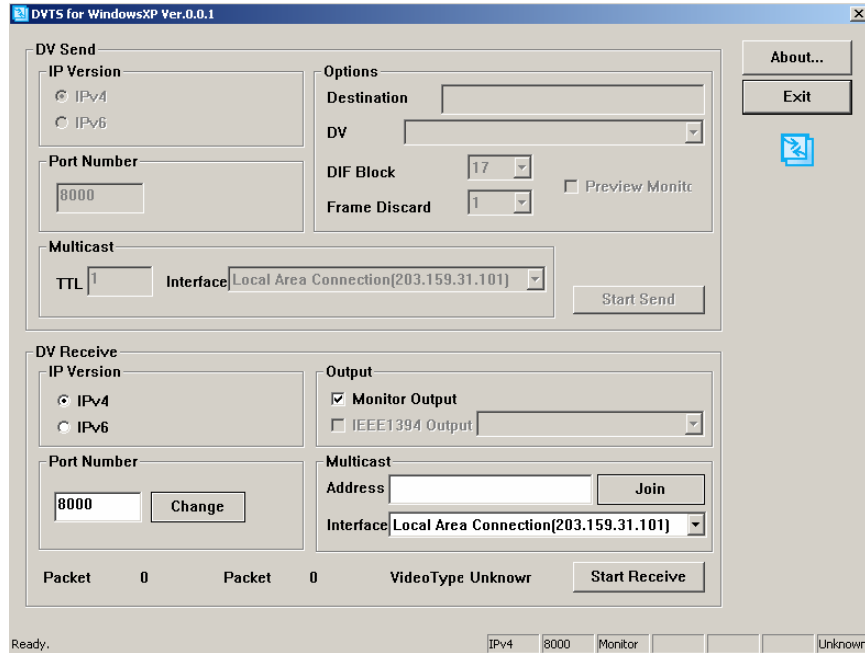 DVTS for WindowsXP Ver.0.0.1
About...
Exit
DV Send
IP Version
IPv4
IPv6
Port Number
8000
Options
Destination
DV
DIF Block 17
Frame Discard 1
Preview Monitc
Multicast
TTL 1 Interface Local Area Connection(203.159.31.101)
Start Send
DV Receive
IP Version
IPv4
IPv6
Output
Monitor Output
IEEE1394 Output
Port Number
8000 Change
Multicast
Address Join
Interface Local Area Connection(203.159.31.101)
Packet 0 Packet 0 VideoType Unknowr Start Receive
Ready. IPv4 8000 Monitor Unknown